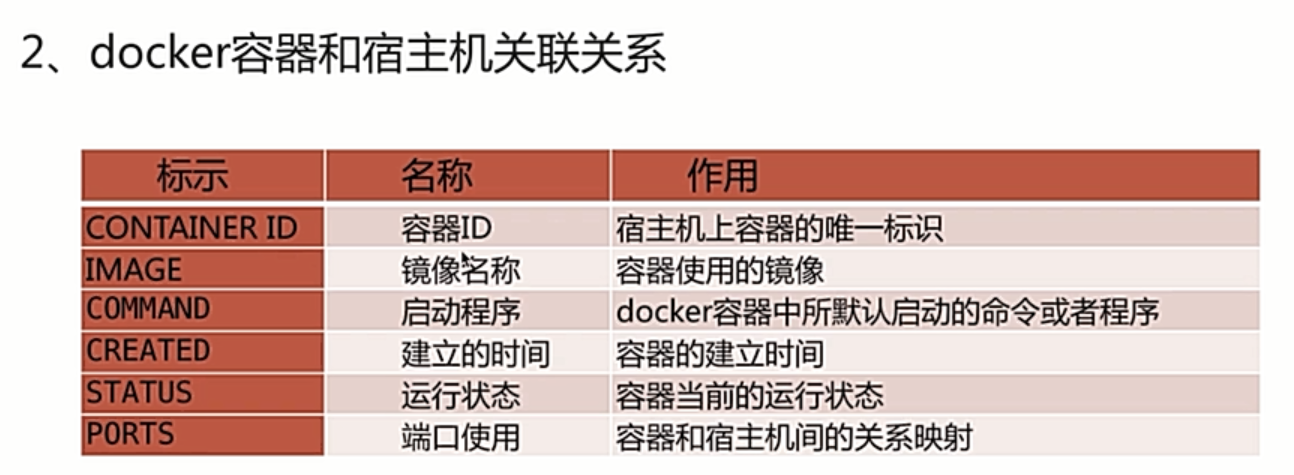 2、docker容器和宿主机关联关系
标示 名称 作用
CONTAINER ID 容器ID 宿主机上容器的唯一标识
IMAGE 镜像名称 容器使用的镜像
COMMAND 启动程序 docker容器中所默认启动的命令或者程序
CREATED 建立的时间 容器的建立时间
STATUS 运行状态 容器当前的运行状态
PORTS 端口使用 容器和宿主机间的关系映射